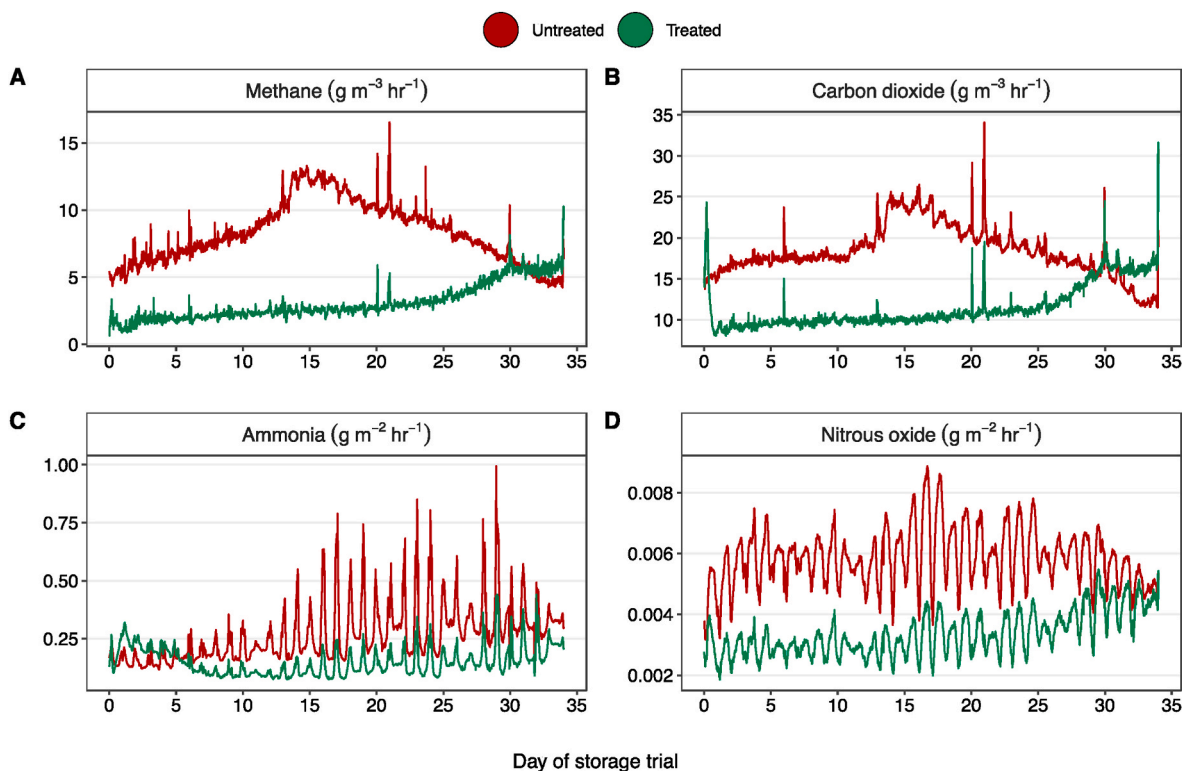 Untreated Treated
A B
Methane (g m⁻³ hr⁻¹) Carbon dioxide (g m⁻³ hr⁻¹)
35
15 30
25
10
20
5 15
10
0
0 5 10 15 20 25 30 35 0 5 10 15 20 25 30 35
C D
Ammonia (g m⁻² hr⁻¹) Nitrous oxide (g m⁻² hr⁻¹)
1.00
0.008
0.75
0.006
0.50
0.004
0.25
0.002
0 5 10 15 20 25 30 35 0 5 10 15 20 25 30 35
Day of storage trial